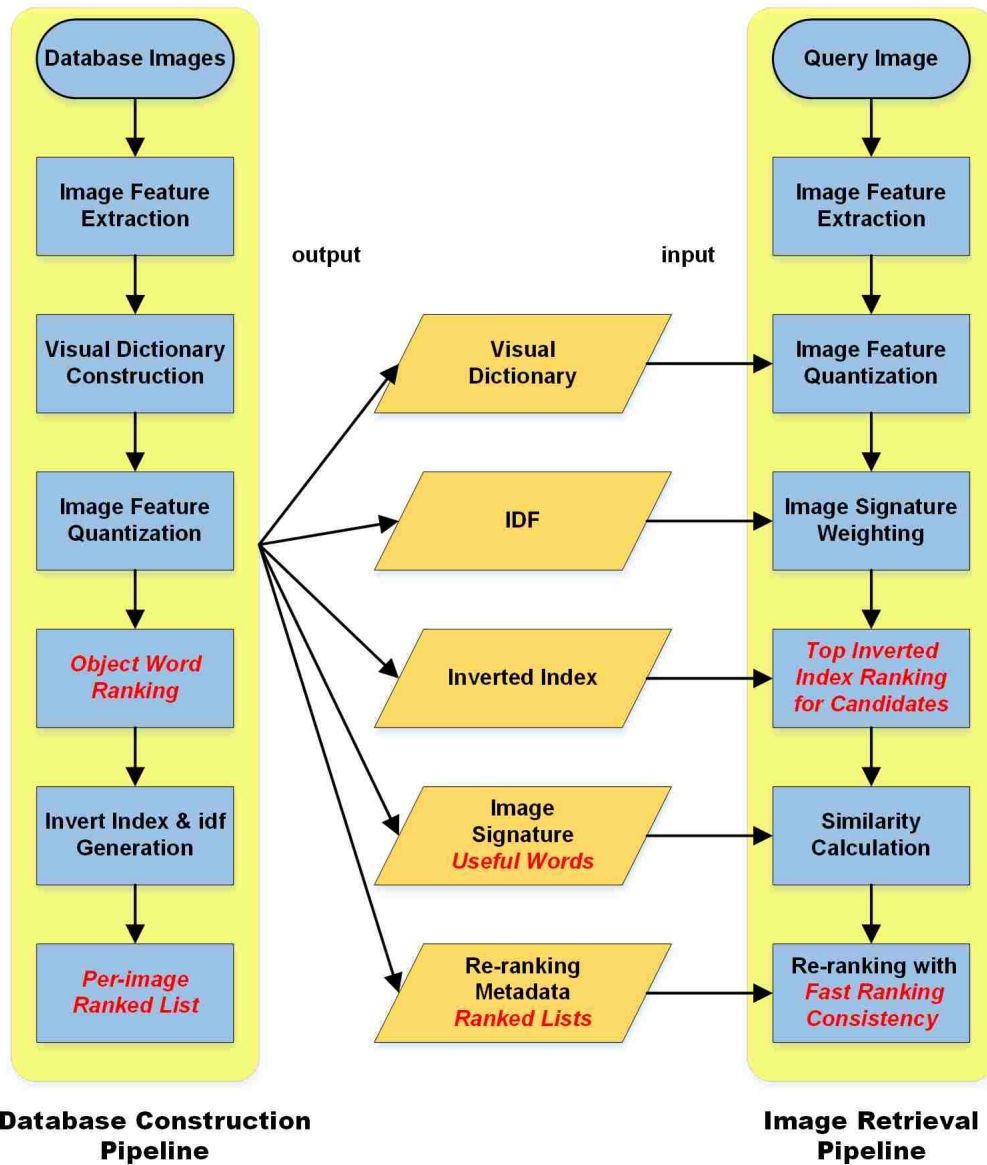 Database Images
Image Feature
Extraction
Visual Dictionary
Construction
Image Feature
Quantization
Object Word
Ranking
Invert Index & idf
Generation
Per-image
Ranked List
Database Construction
Pipeline
output
input
Visual
Dictionary
IDF
Inverted Index
Image
Signature
Useful Words
Re-ranking
Metadata
Ranked Lists
Query Image
Image Feature
Extraction
Image Feature
Quantization
Image Signature
Weighting
Top Inverted
Index Ranking
for Candidates
Similarity
Calculation
Re-ranking with
Fast Ranking
Consistency
Image Retrieval
Pipeline